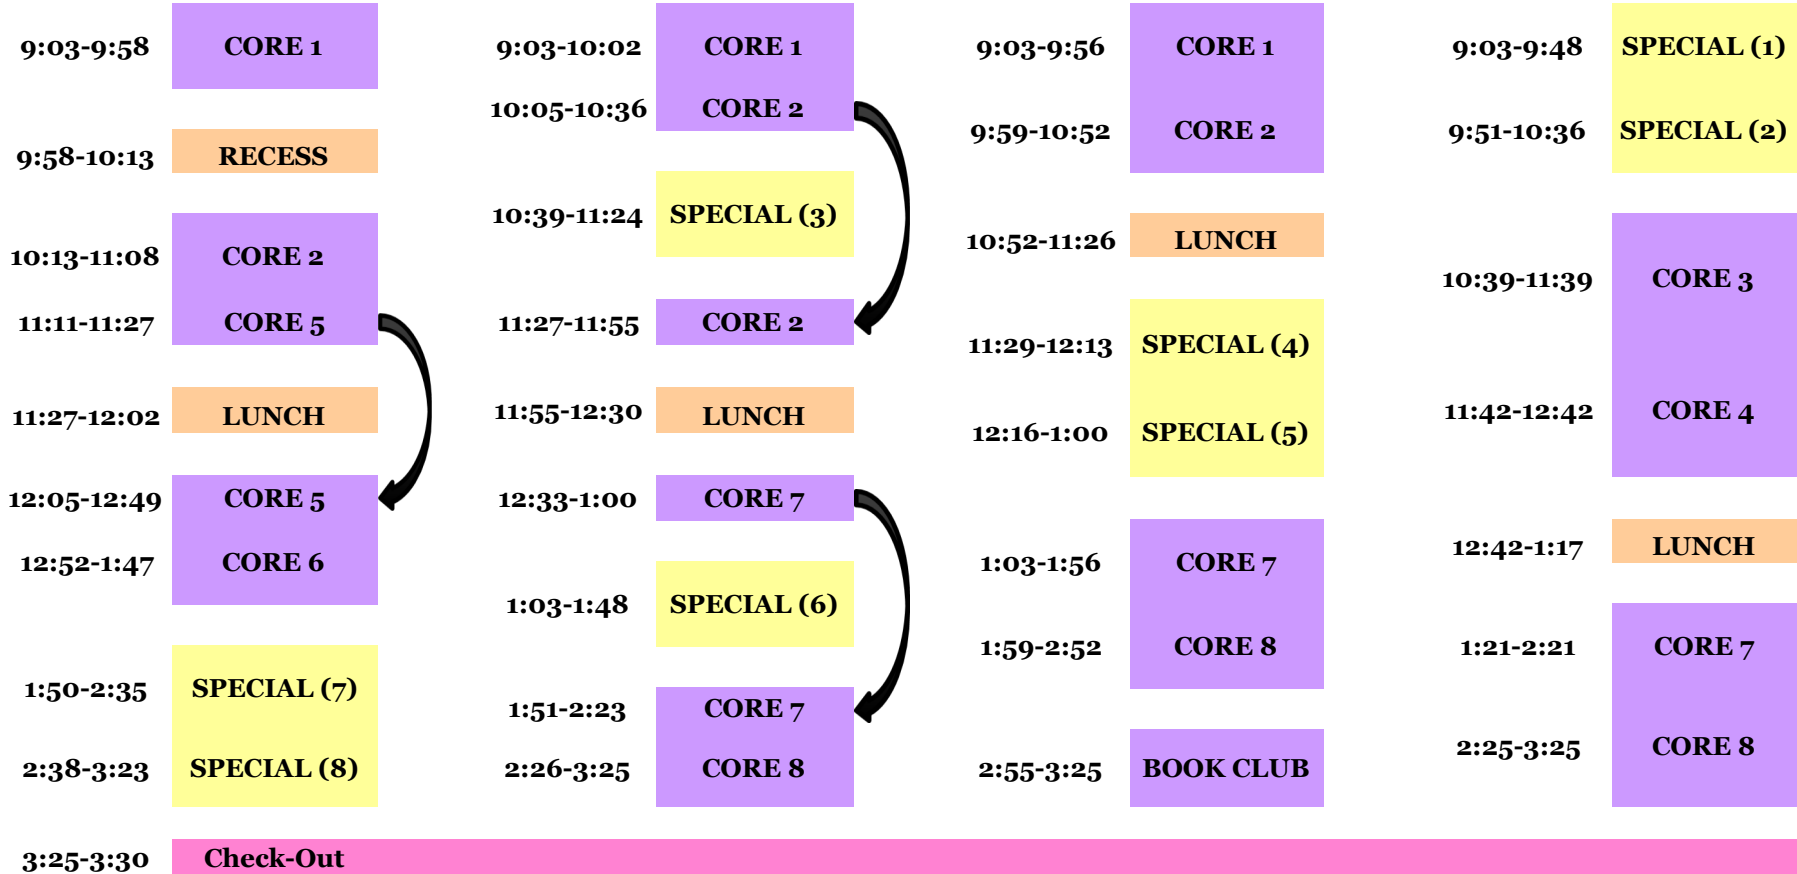 9:03-9:58 CORE 1
9:58-10:13 RECESS
10:13-11:08 CORE 2
11:11-11:27 CORE 5
11:27-12:02 LUNCH
12:05-12:49 CORE 5
12:52-1:47 CORE 6
1:50-2:35 SPECIAL (7)
2:38-3:23 SPECIAL (8)
9:03-10:02 CORE 1
10:05-10:36 CORE 2
10:39-11:24 SPECIAL (3)
11:27-11:55 CORE 2
11:55-12:30 LUNCH
12:33-1:00 CORE 7
1:03-1:48 SPECIAL (6)
1:51-2:23 CORE 7
2:26-3:25 CORE 8
9:03-9:56 CORE 1
9:59-10:52 CORE 2
10:52-11:26 LUNCH
11:29-12:13 SPECIAL (4)
12:16-1:00 SPECIAL (5)
1:03-1:56 CORE 7
1:59-2:52 CORE 8
2:55-3:25 BOOK CLUB
9:03-9:48 SPECIAL (1)
9:51-10:36 SPECIAL (2)
10:39-11:39 CORE 3
11:42-12:42 CORE 4
12:42-1:17 LUNCH
1:21-2:21 CORE 7
2:25-3:25 CORE 8
3:25-3:30 Check-Out